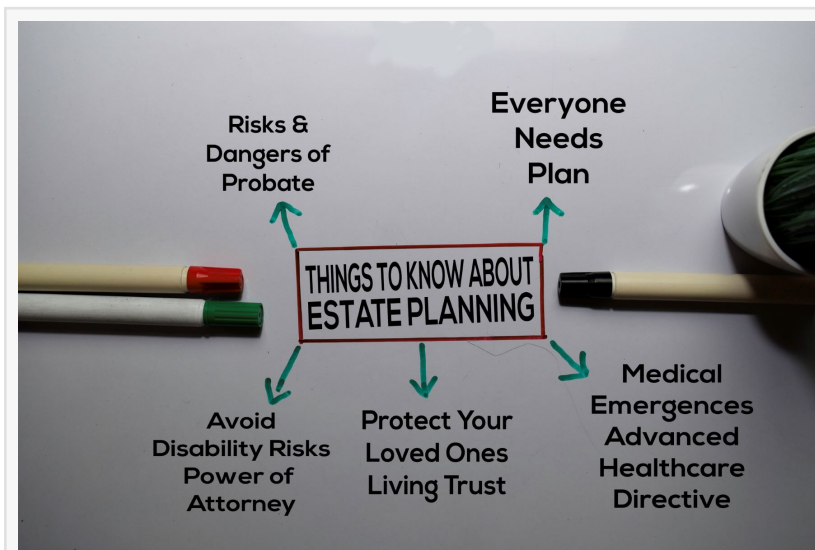 Risks &
Dangers of
Probate
Everyone
Needs
Plan
THINGS TO KNOW ABOUT
ESTATE PLANNING
Avoid
Disability Risks
Power of
Attorney
Protect Your
Loved Ones
Living Trust
Medical
Emergences
Advanced
Healthcare
Directive